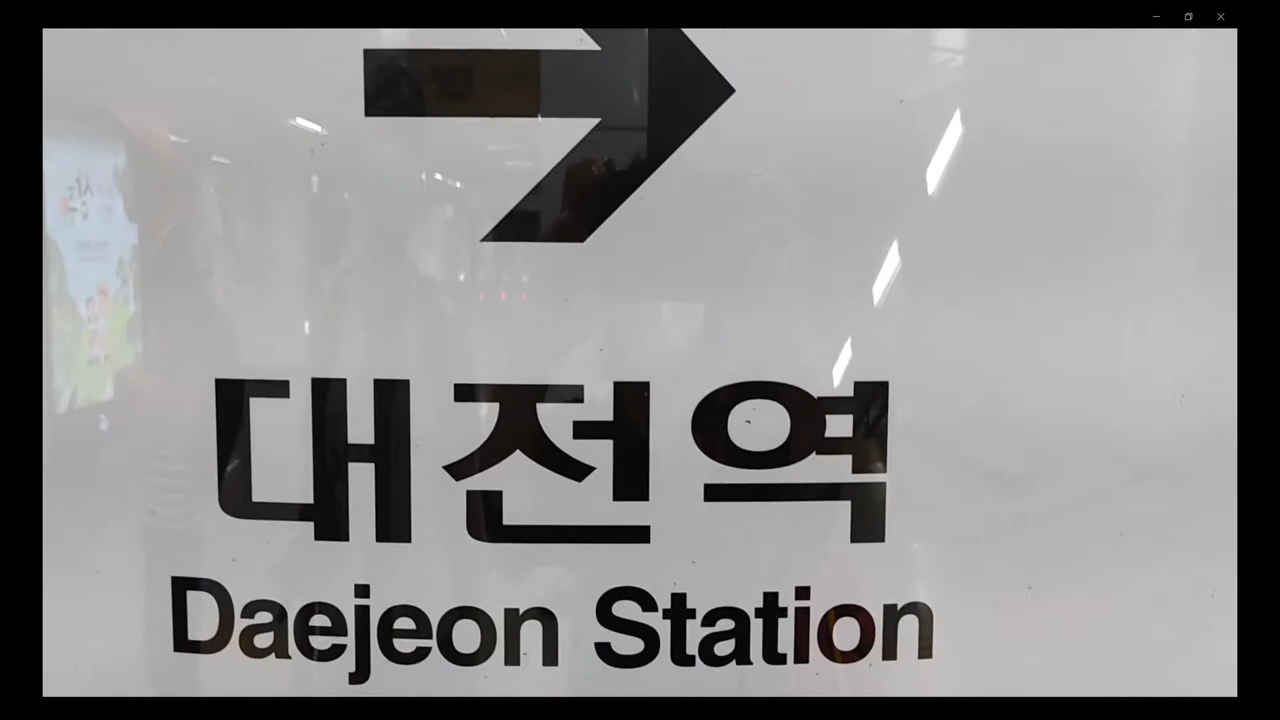 대전역
Daejeon Station